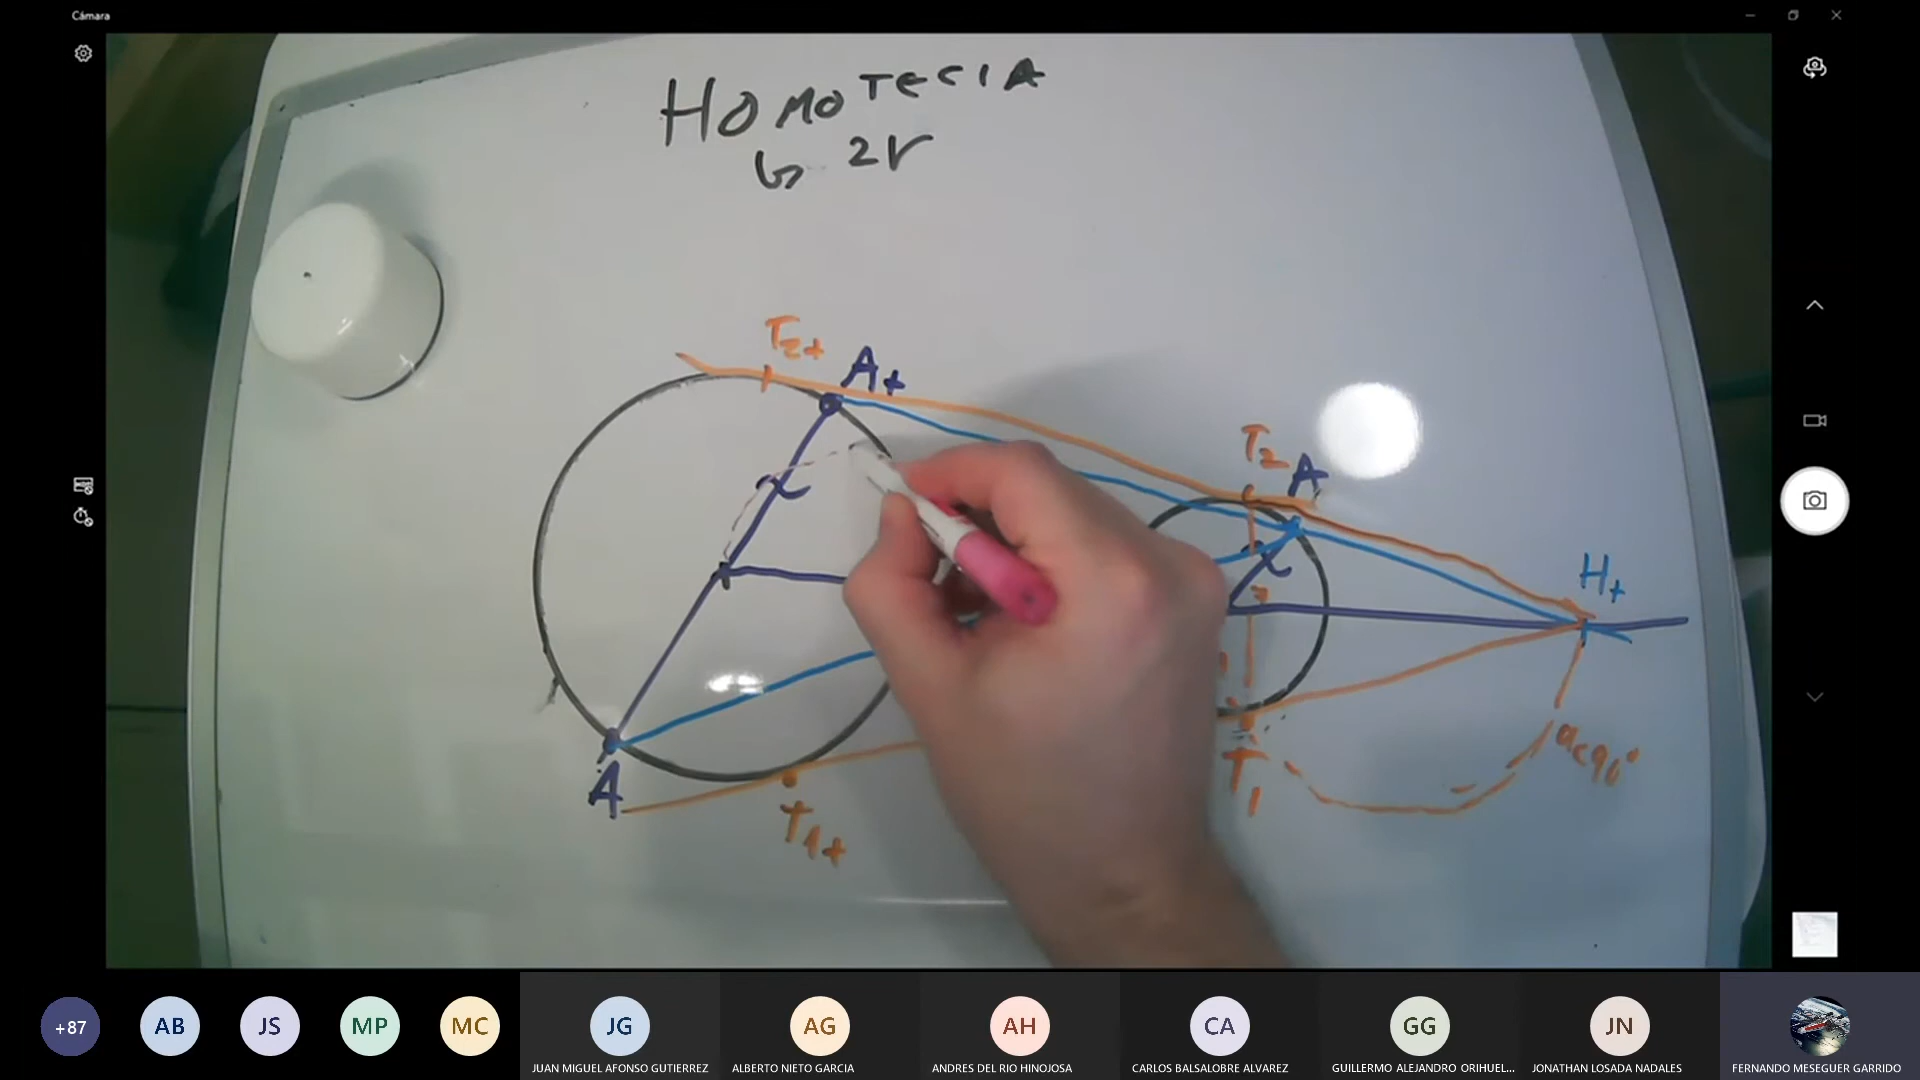 Cámara
HOMOTECIA
↳ 2r
T2+
A+
T2
A
H+
A
T1+
T1
ac90°
+87
AB
JS
MP
MC
JG
AG
AH
CA
GG
JN
JUAN MIGUEL AFONSO GUTIERREZ
ALBERTO NIETO GARCIA
ANDRES DEL RIO HINOJOSA
CARLOS BALSALOBRE ALVAREZ
GUILLERMO ALEJANDRO ORIHUEL...
JONATHAN LOSADA NADALES
FERNANDO MESEGUER GARRIDO